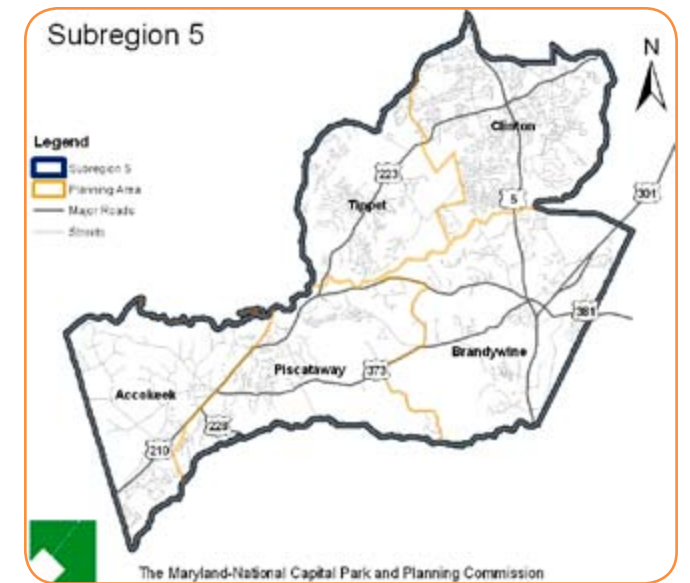 Subregion 5
N
Legend
Subregion 5
Planning Area
Major Roads
Streets
Clinton
223
301
5
Tippet
381
Brandywine
Piscataway
373
Accokeek
228
210
The Maryland-National Capital Park and Planning Commission